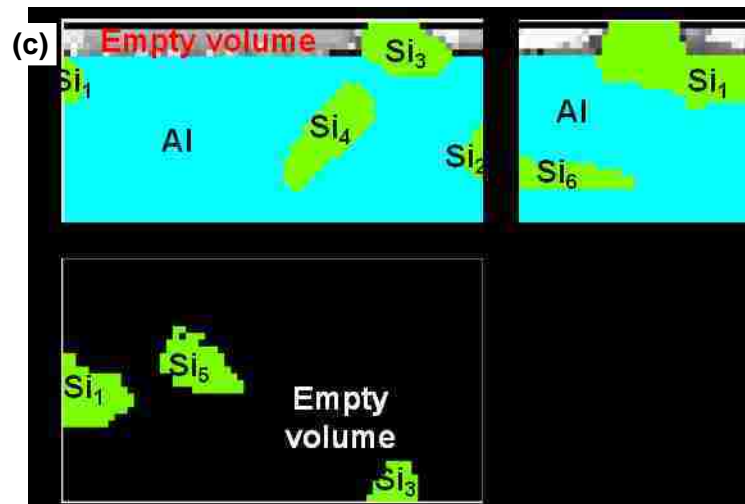 (c)
Empty volume
Si₃
Si₁
Al
Si₄
Si₂
Si₁
Al
Si₆
Si₁
Si₅
Empty
volume
Si₃